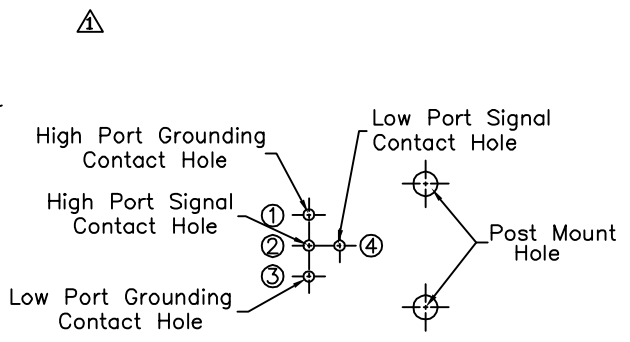 1
High Port Grounding
Contact Hole
Low Port Signal
Contact Hole
High Port Signal
Contact Hole
1
2
4
3
Post Mount
Hole
Low Port Grounding
Contact Hole